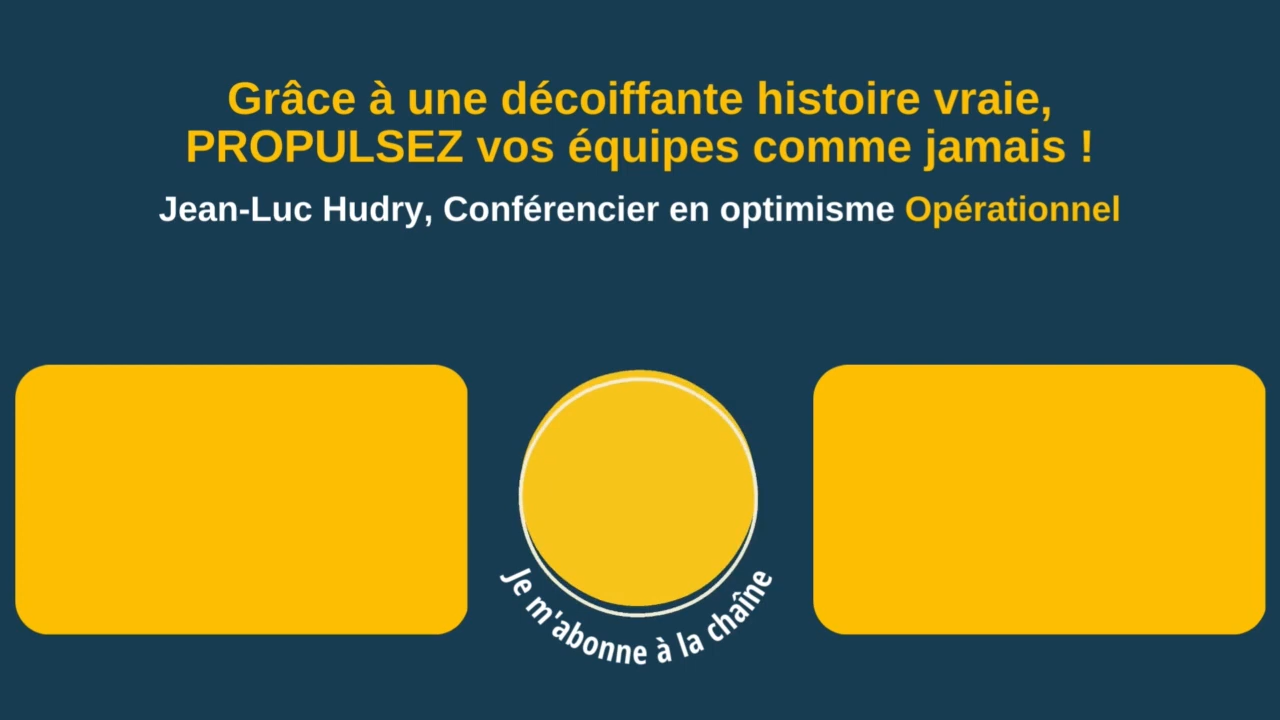 Grâce à une décoiffante histoire vraie,
PROPULSEZ vos équipes comme jamais !
Jean-Luc Hudry, Conférencier en optimisme Opérationnel
Je m'abonne à la chaîne